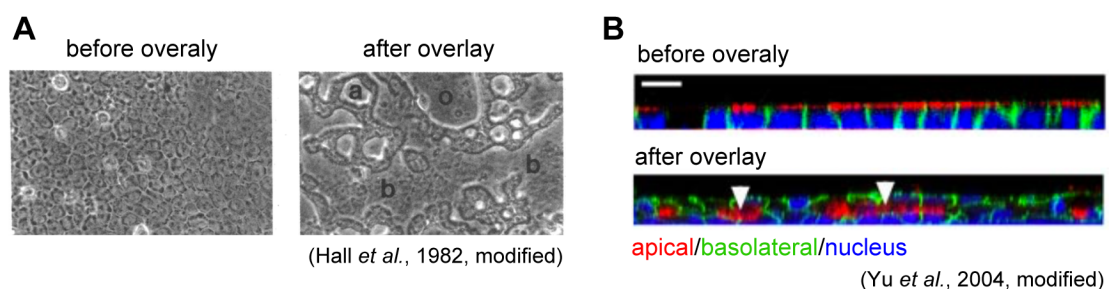 A
before overaly
after overlay
a
o
b
b
b
(Hall et al., 1982, modified)
B
before overaly
after overlay
apical/basolateral/nucleus
(Yu et al., 2004, modified)